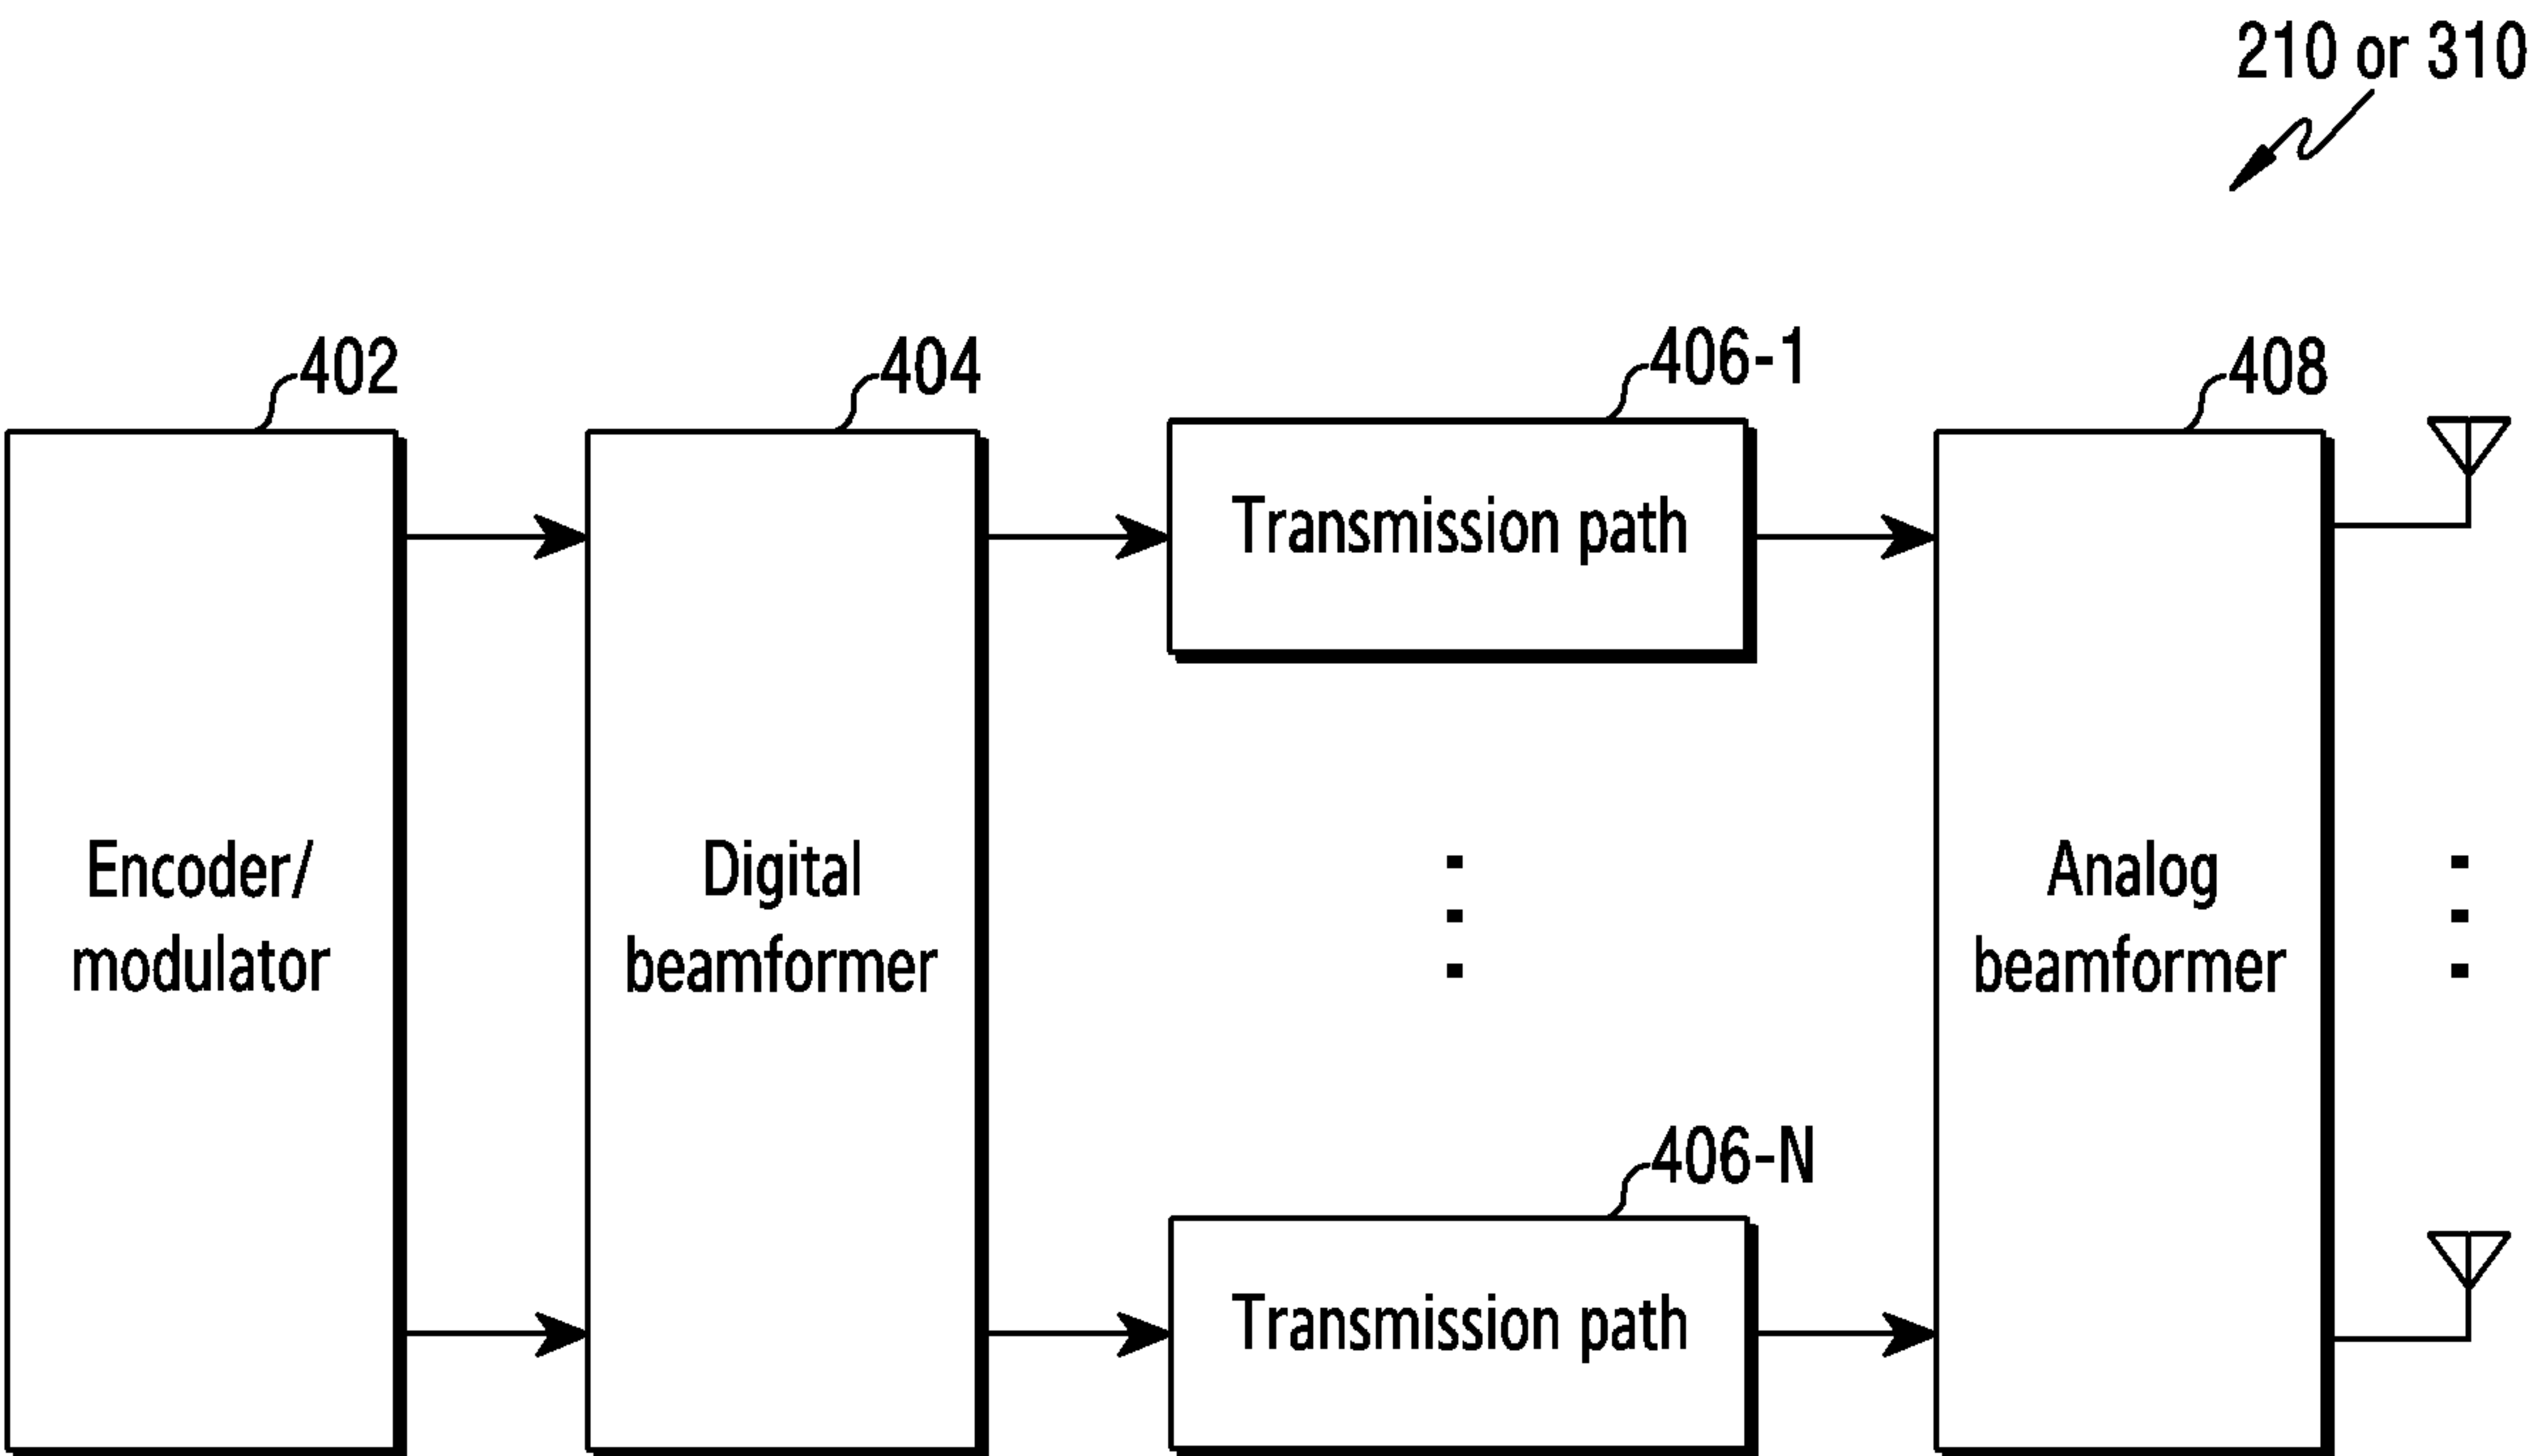 210 or 310
402
404
406-1
408
Transmission path
Encoder/
modulator
Digital
beamformer
Analog
beamformer
406-N
Transmission path